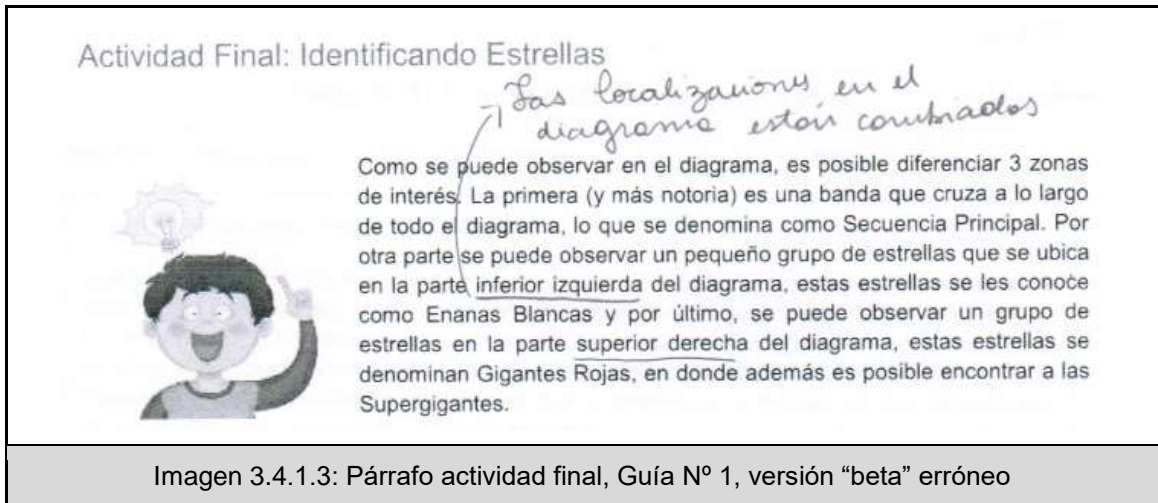 Actividad Final: Identificando Estrellas
Las localizaciones en el
diagrama están cambiados
Como se puede observar en el diagrama, es posible diferenciar 3 zonas
de interés. La primera (y más notoria) es una banda que cruza a lo largo
de todo el diagrama, lo que se denomina como Secuencia Principal. Por
otra parte se puede observar un pequeño grupo de estrellas que se ubica
en la parte inferior izquierda del diagrama, estas estrellas se les conoce
como Enanas Blancas y por último, se puede observar un grupo de
estrellas en la parte superior derecha del diagrama, estas estrellas se
denominan Gigantes Rojas, en donde además es posible encontrar a las
Supergigantes.
Imagen 3.4.1.3: Párrafo actividad final, Guía Nº 1, versión “beta” erróneo